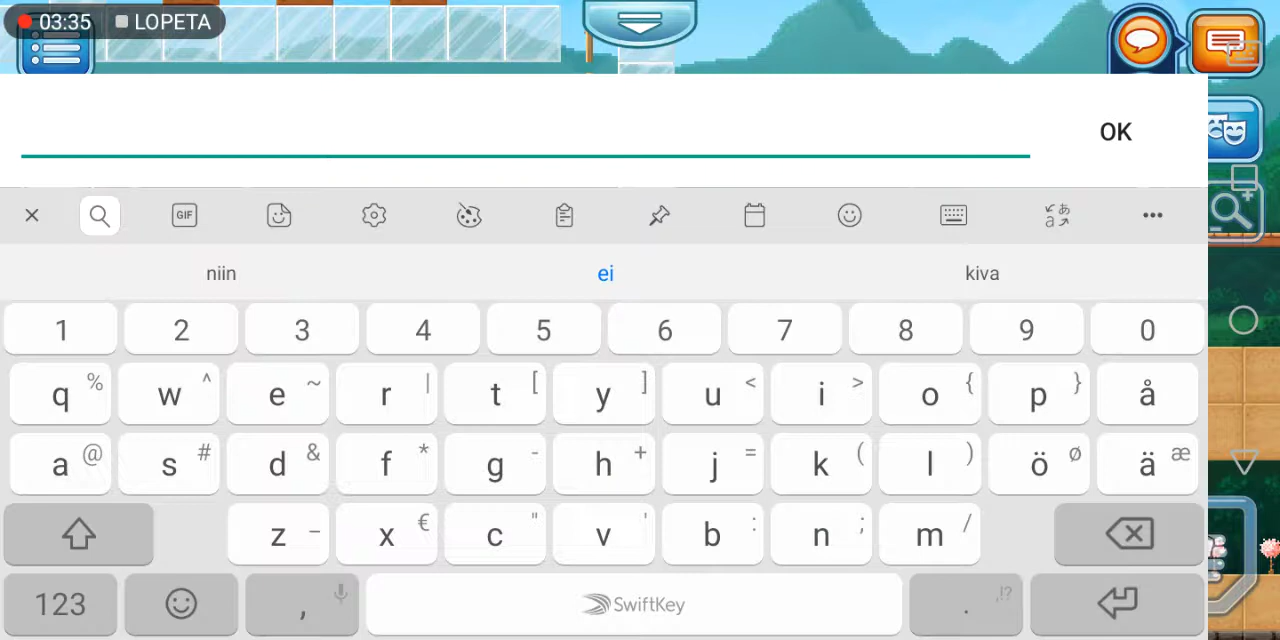 03:35 LOPETA
OK
GIF
niin ei kiva
1 2 3 4 5 6 7 8 9 0
q % w ^ e ~ r | t [ y ] u < i > o { p } å
a @ s # d & f * g - h + j = k ( l ) ö ø ä æ
z – x € c " v ' b : n ; m /
123 , SwiftKey . ,!?